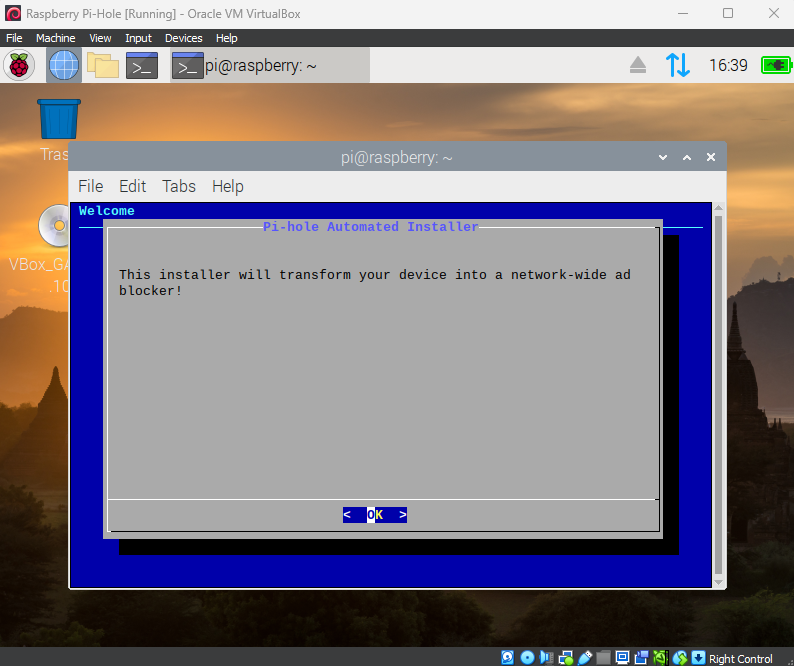 Raspberry Pi-Hole [Running] - Oracle VM VirtualBox
File Machine View Input Devices Help
>_ >_ pi@raspberry: ~ 16:39
Tras
pi@raspberry: ~
File Edit Tabs Help
Welcome
Pi-hole Automated Installer
VBox_GA
.10
This installer will transform your device into a network-wide ad
blocker!
< OK >
Right Control